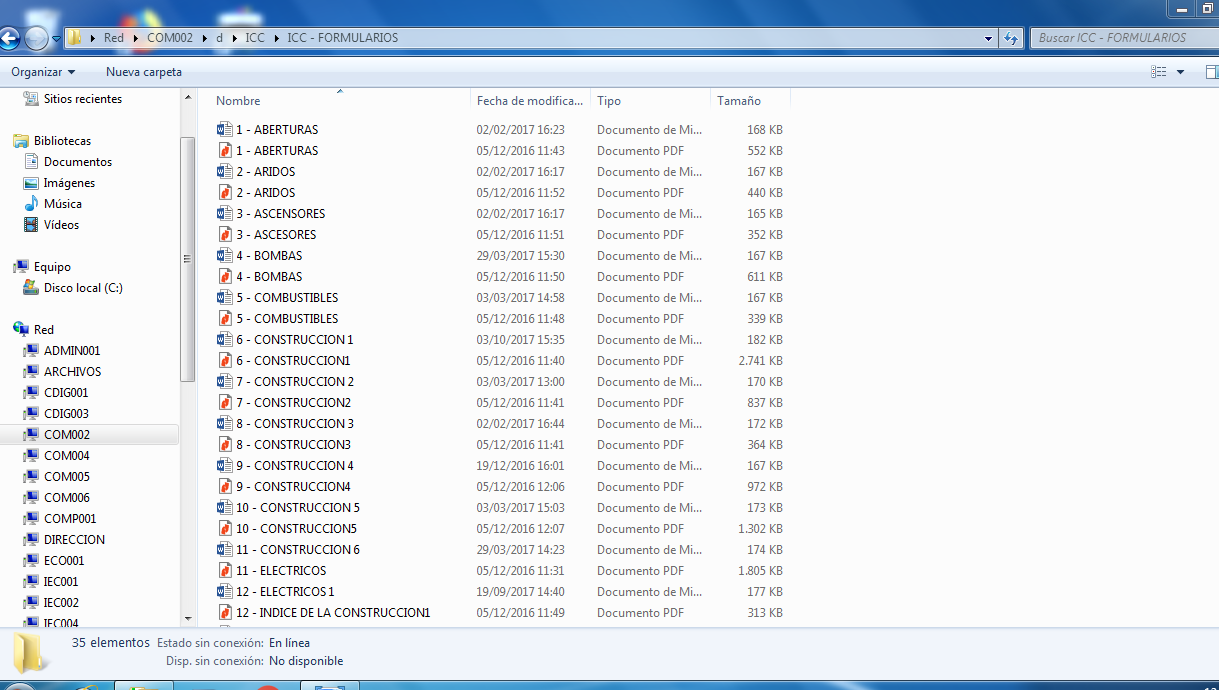 Red COM002 d ICC ICC - FORMULARIOS Buscar ICC - FORMULARIOS
Organizar Nueva carpeta
Sitios recientes
Bibliotecas
Documentos
Imágenes
Música
Vídeos
Equipo
Disco local (C:)
Red
ADMIN001
ARCHIVOS
CDIG001
CDIG003
COM002
COM004
COM005
COM006
COMP001
DIRECCION
ECO001
IEC001
IEC002
IEC004
Nombre Fecha de modifica... Tipo Tamaño
1 - ABERTURAS 02/02/2017 16:23 Documento de Mi... 168 KB
1 - ABERTURAS 05/12/2016 11:43 Documento PDF 552 KB
2 - ARIDOS 02/02/2017 16:17 Documento de Mi... 167 KB
2 - ARIDOS 05/12/2016 11:52 Documento PDF 440 KB
3 - ASCENSORES 02/02/2017 16:17 Documento de Mi... 165 KB
3 - ASCESORES 05/12/2016 11:51 Documento PDF 352 KB
4 - BOMBAS 29/03/2017 15:30 Documento de Mi... 167 KB
4 - BOMBAS 05/12/2016 11:50 Documento PDF 611 KB
5 - COMBUSTIBLES 03/03/2017 14:58 Documento de Mi... 167 KB
5 - COMBUSTIBLES 05/12/2016 11:48 Documento PDF 339 KB
6 - CONSTRUCCION 1 03/10/2017 15:35 Documento de Mi... 182 KB
6 - CONSTRUCCION1 05/12/2016 11:40 Documento PDF 2.741 KB
7 - CONSTRUCCION 2 03/03/2017 13:00 Documento de Mi... 170 KB
7 - CONSTRUCCION2 05/12/2016 11:41 Documento PDF 837 KB
8 - CONSTRUCCION 3 02/02/2017 16:44 Documento de Mi... 172 KB
8 - CONSTRUCCION3 05/12/2016 11:41 Documento PDF 364 KB
9 - CONSTRUCCION 4 19/12/2016 16:01 Documento de Mi... 167 KB
9 - CONSTRUCCION4 05/12/2016 12:06 Documento PDF 972 KB
10 - CONSTRUCCION 5 03/03/2017 15:03 Documento de Mi... 173 KB
10 - CONSTRUCCION5 05/12/2016 12:07 Documento PDF 1.302 KB
11 - CONSTRUCCION 6 29/03/2017 14:23 Documento de Mi... 174 KB
11 - ELECTRICOS 05/12/2016 11:31 Documento PDF 1.805 KB
12 - ELECTRICOS 1 19/09/2017 14:40 Documento de Mi... 177 KB
12 - INDICE DE LA CONSTRUCCION1 05/12/2016 11:49 Documento PDF 313 KB
35 elementos Estado sin conexión: En línea
Disp. sin conexión: No disponible